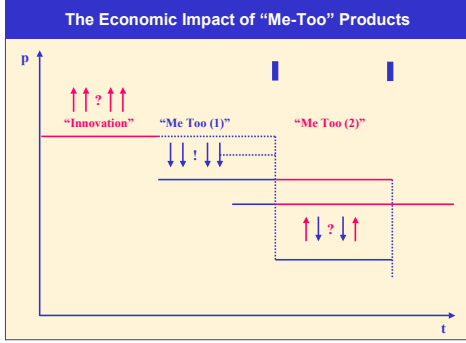 The Economic Impact of “Me-Too” Products
p
?
“Innovation” “Me Too (1)” “Me Too (2)”
!
?
t